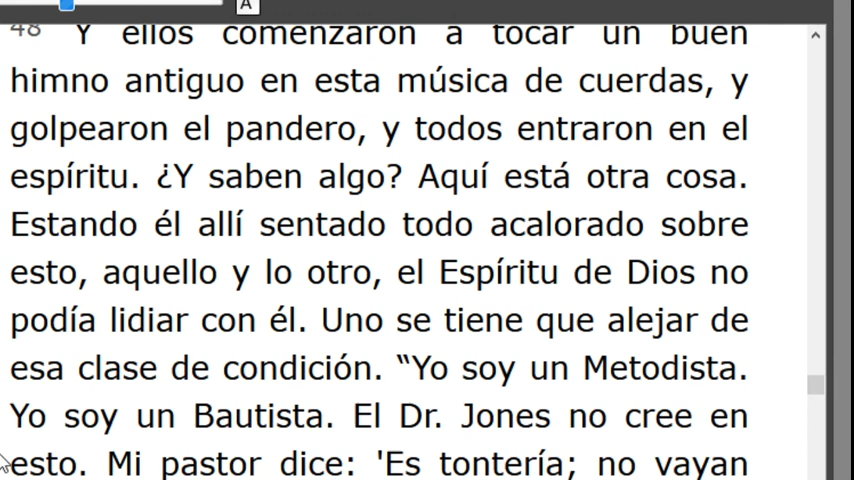 A
48 Y ellos comenzaron a tocar un buen
himno antiguo en esta música de cuerdas, y
golpearon el pandero, y todos entraron en el
espíritu. ¿Y saben algo? Aquí está otra cosa.
Estando él allí sentado todo acalorado sobre
esto, aquello y lo otro, el Espíritu de Dios no
podía lidiar con él. Uno se tiene que alejar de
esa clase de condición. “Yo soy un Metodista.
Yo soy un Bautista. El Dr. Jones no cree en
esto. Mi pastor dice: 'Es tontería; no vayan